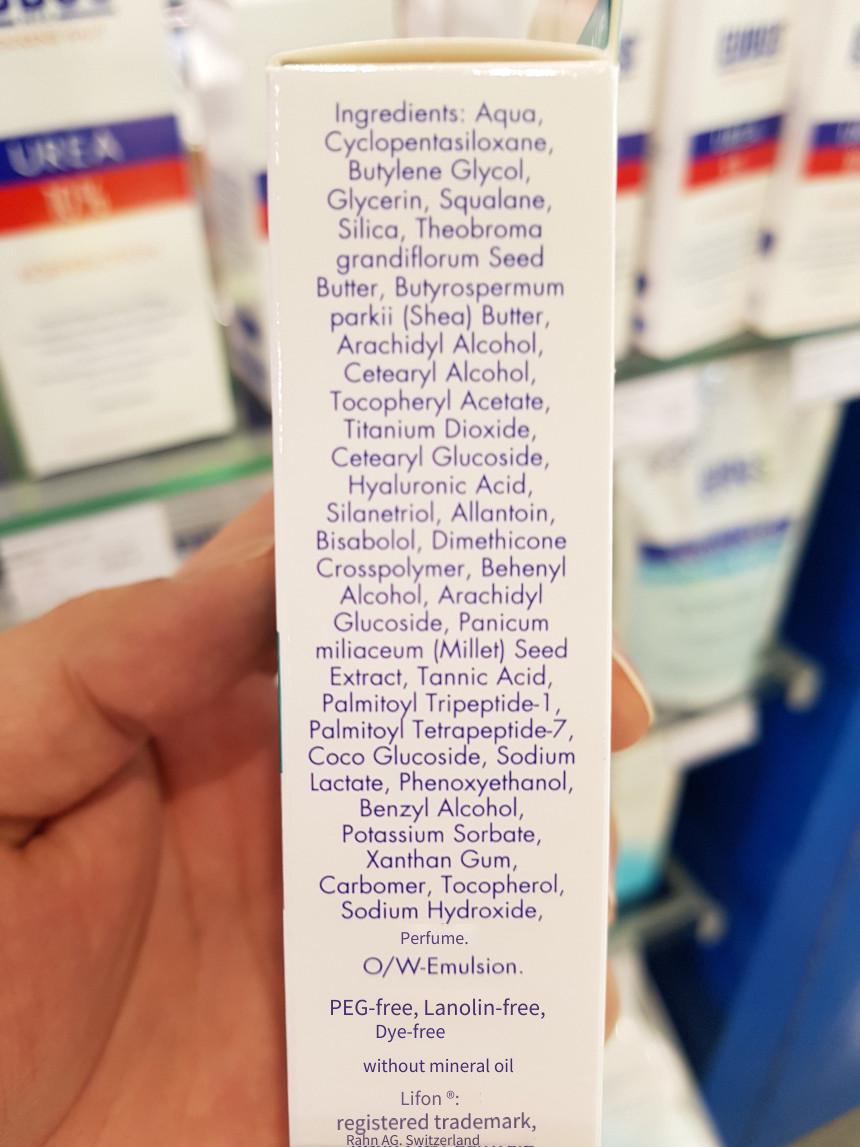 UREA
10%
Ingredients: Aqua,
Cyclopentasiloxane,
Butylene Glycol,
Glycerin, Squalane,
Silica, Theobroma
grandiflorum Seed
Butter, Butyrospermum
parkii (Shea) Butter,
Arachidyl Alcohol,
Cetearyl Alcohol,
Tocopheryl Acetate,
Titanium Dioxide,
Cetearyl Glucoside,
Hyaluronic Acid,
Silanetriol, Allantoin,
Bisabolol, Dimethicone
Crosspolymer, Behenyl
Alcohol, Arachidyl
Glucoside, Panicum
miliaceum (Millet) Seed
Extract, Tannic Acid,
Palmitoyl Tripeptide-1,
Palmitoyl Tetrapeptide-7,
Coco Glucoside, Sodium
Lactate, Phenoxyethanol,
Benzyl Alcohol,
Potassium Sorbate,
Xanthan Gum,
Carbomer, Tocopherol,
Sodium Hydroxide,
Perfume.
O/W-Emulsion.
PEG-free, Lanolin-free,
Dye-free
without mineral oil
Lifon ®:
registered trademark,
Rahn AG. Switzerland